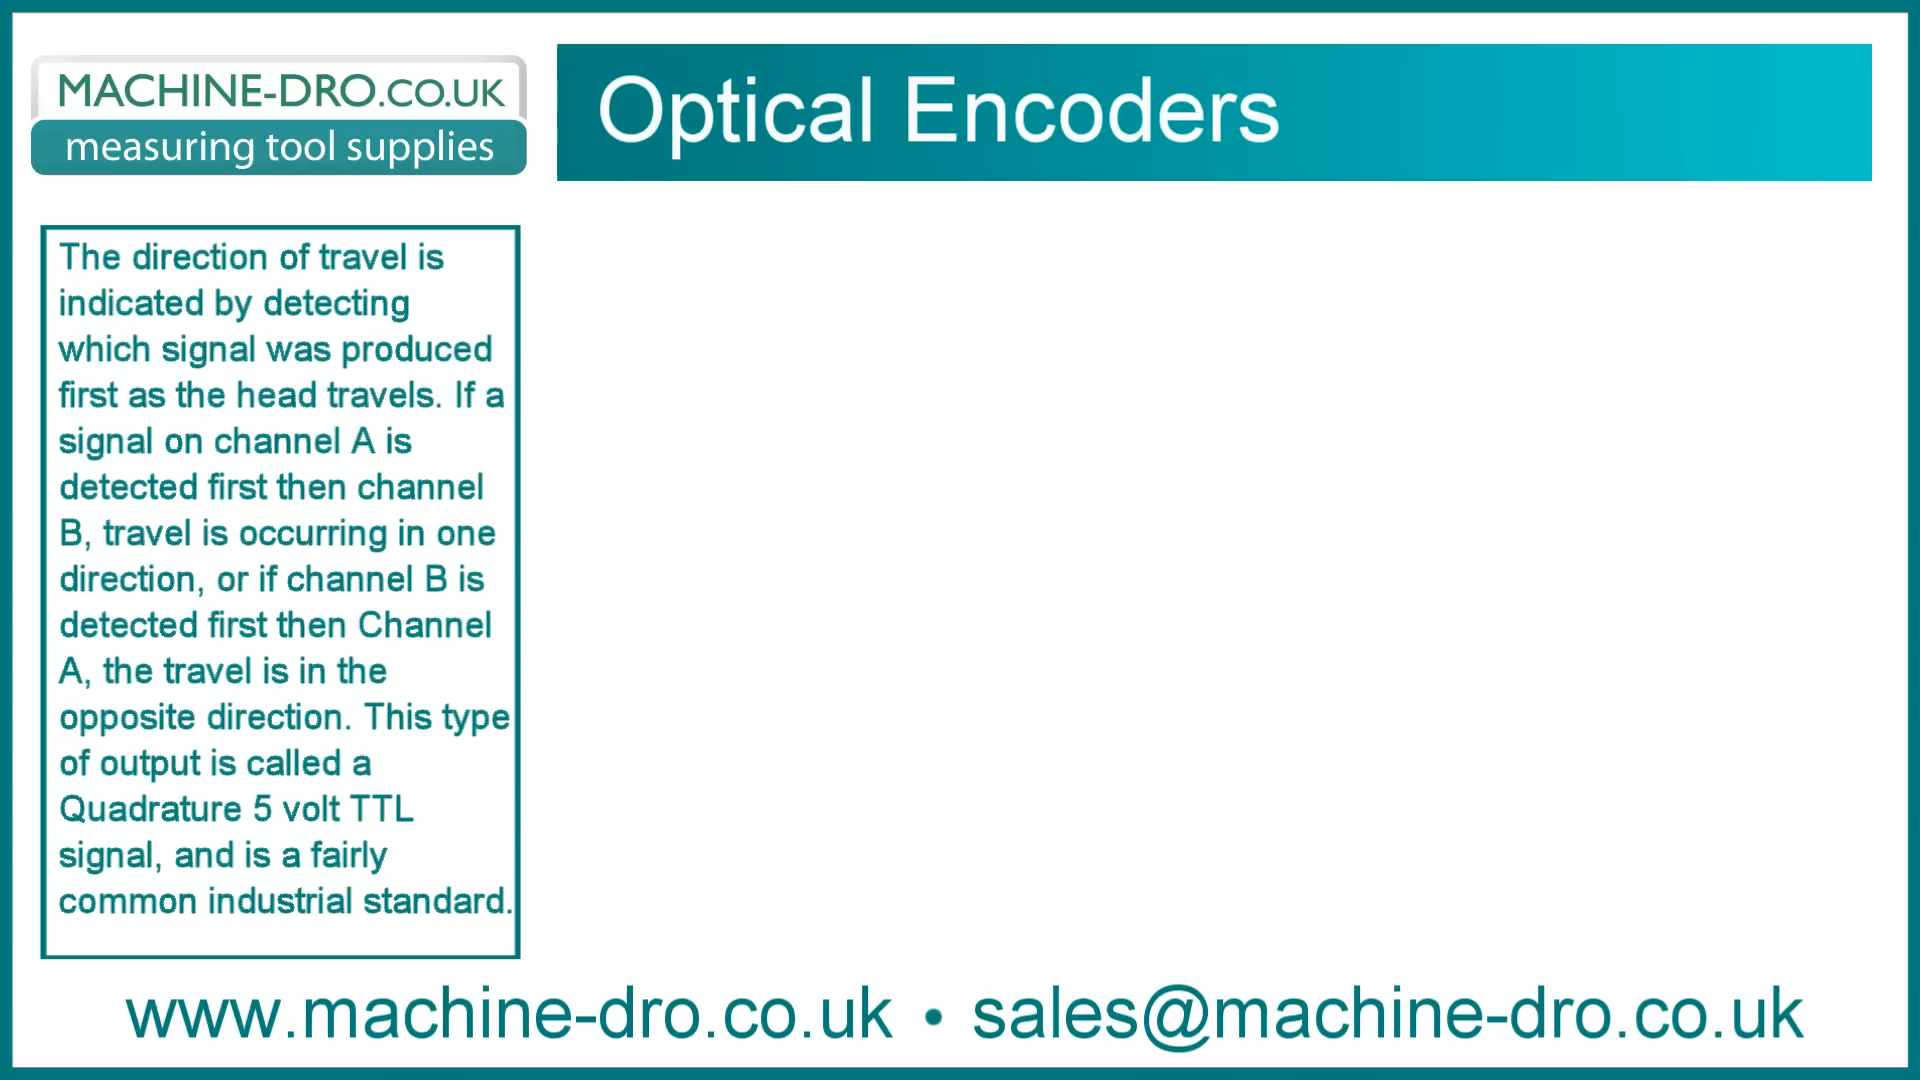 MACHINE-DRO.CO.UK
measuring tool supplies
Optical Encoders
The direction of travel is
indicated by detecting
which signal was produced
first as the head travels. If a
signal on channel A is
detected first then channel
B, travel is occurring in one
direction, or if channel B is
detected first then Channel
A, the travel is in the
opposite direction. This type
of output is called a
Quadrature 5 volt TTL
signal, and is a fairly
common industrial standard.
www.machine-dro.co.uk • sales@machine-dro.co.uk